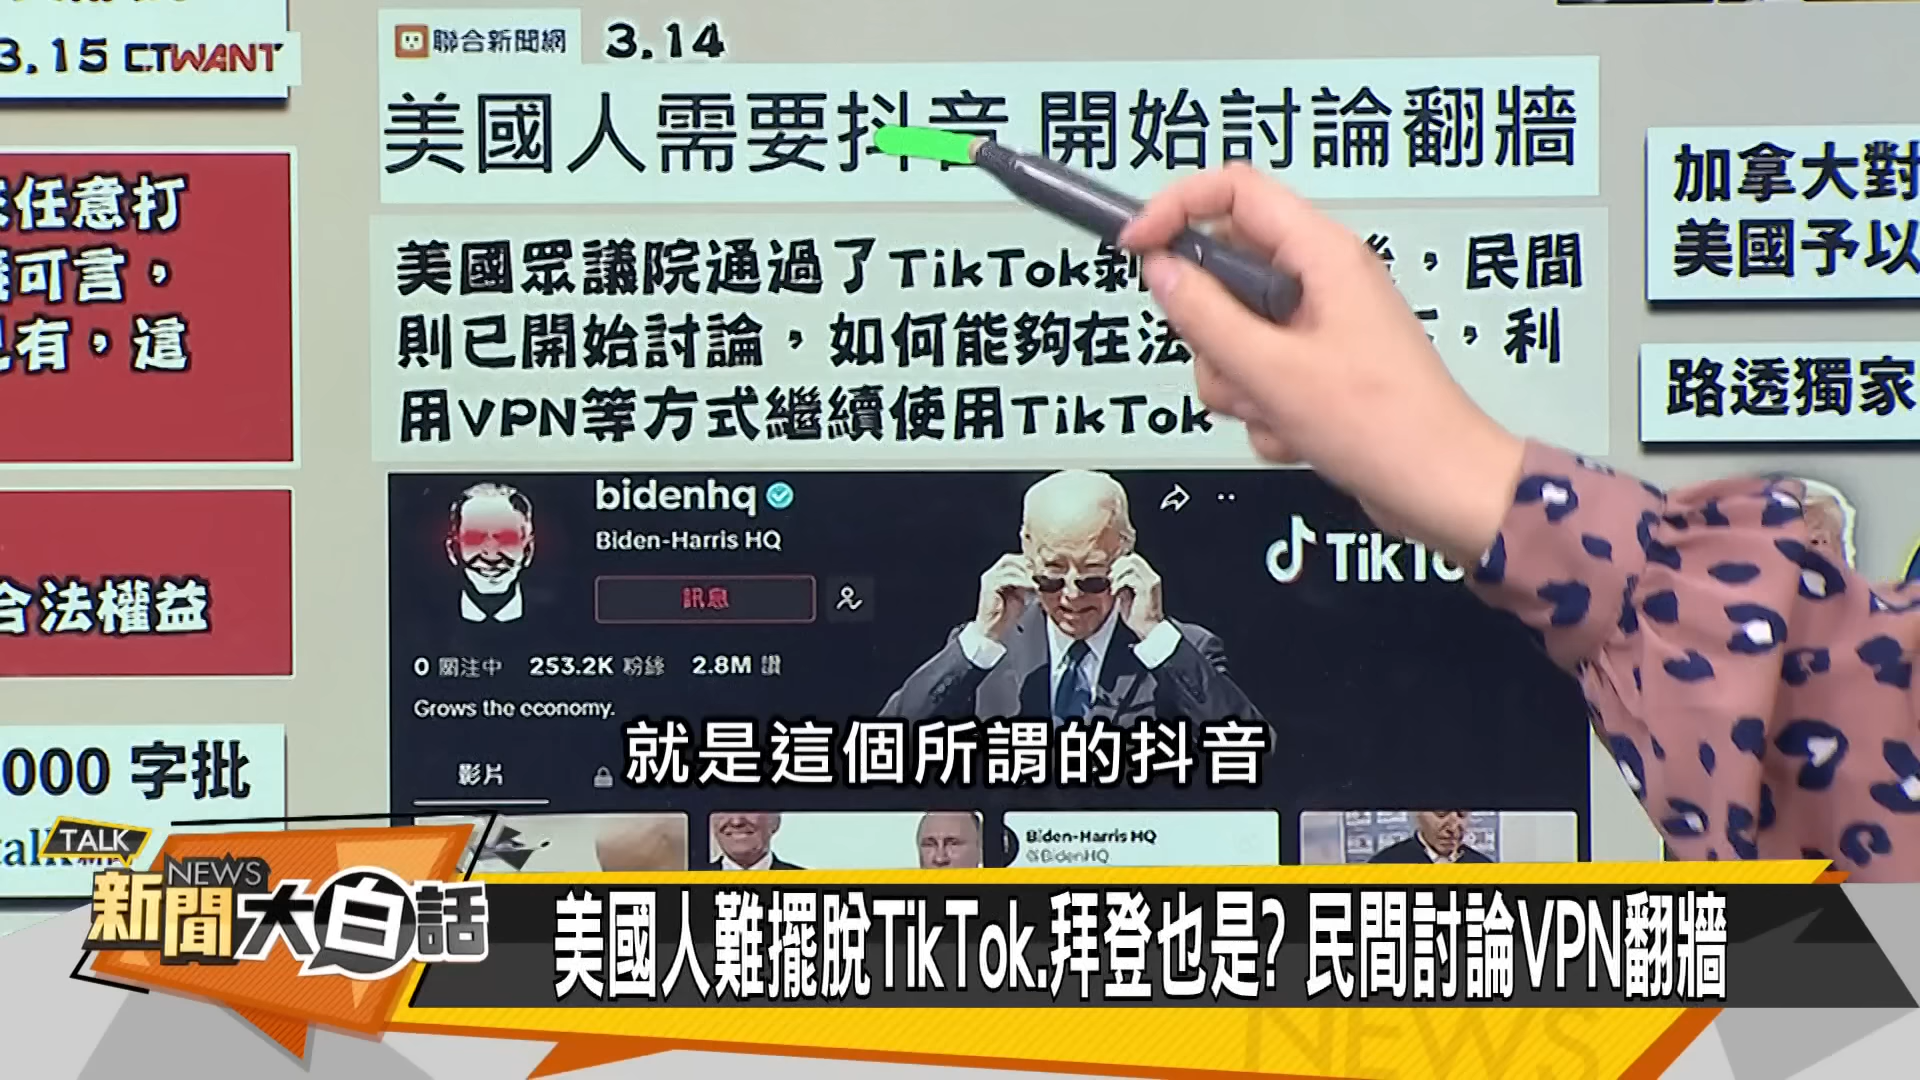 3.15 CTWANT
任意打
可言，
有，這
合法權益
000 字批
聯合新聞網 3.14
美國人需要抖音 開始討論翻牆
美國眾議院通過了TikTok剝 ，民間
則已開始討論，如何能夠在法 ，利
用VPN等方式繼續使用TikTok
bidenhq
Biden-Harris HQ
訊息
TikTo
0 關注中 253.2K 粉絲 2.8M 讚
Grows the economy.
影片
Biden-Harris HQ
@BidenHQ
加拿大對
美國予以
路透獨家
就是這個所謂的抖音
TALK
NEWS
新聞大白話
美國人難擺脫TikTok.拜登也是? 民間討論VPN翻牆
NEWS